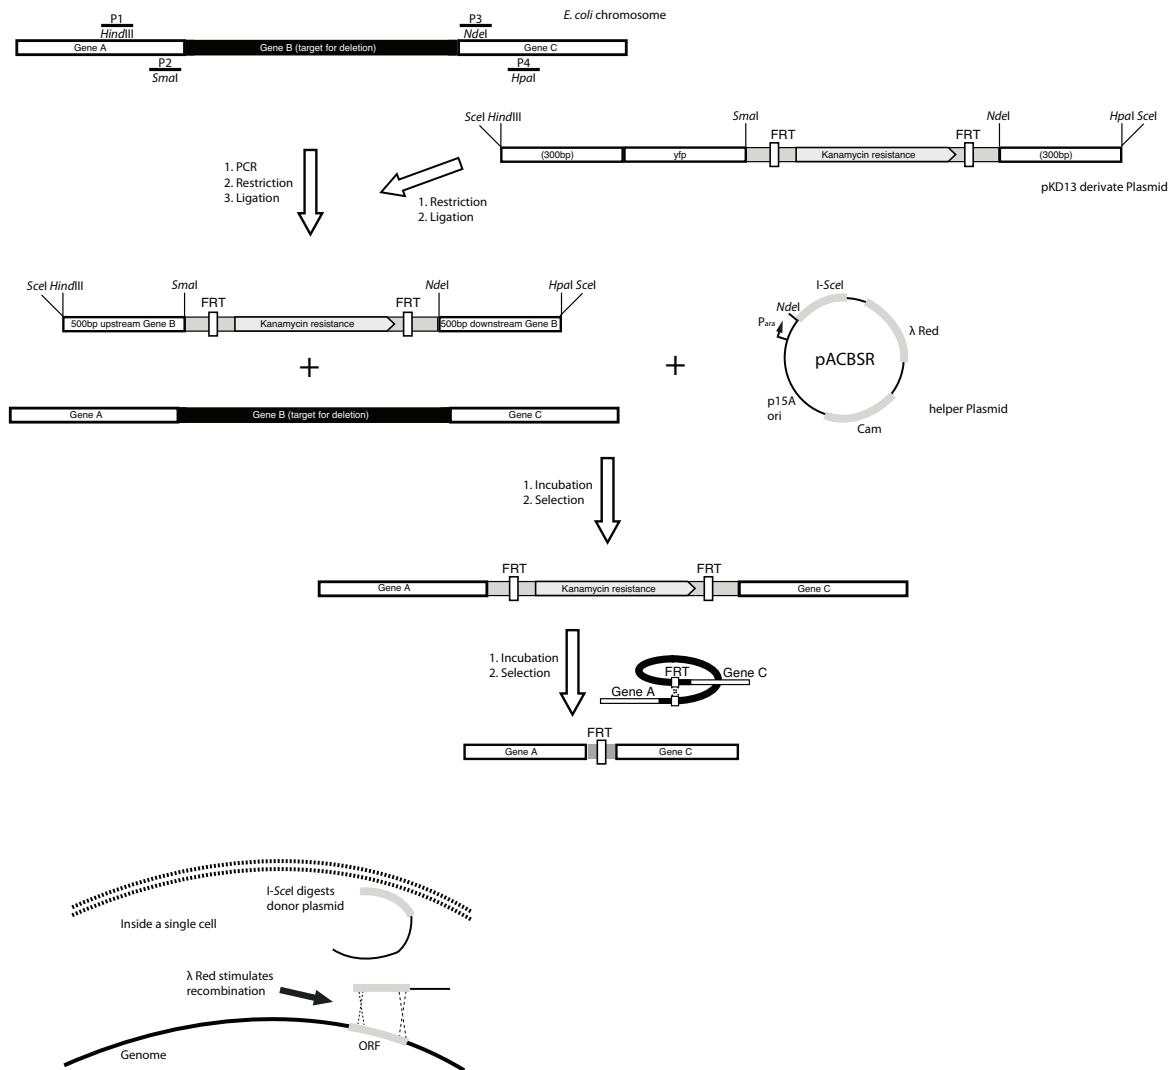 P1
HindIII
P3
NdeI
E. coli chromosome
Gene A
Gene B (target for deletion)
Gene C
P2
SmaI
P4
HpaI
SceI HindIII
SmaI
NdeI
HpaI SceI
FRT
FRT
(300bp)
yfp
Kanamycin resistance
(300bp)
pKD13 derivate Plasmid
1. PCR
2. Restriction
3. Ligation
1. Restriction
2. Ligation
SceI HindIII
SmaI
NdeI
HpaI SceI
FRT
FRT
500bp upstream Gene B
Kanamycin resistance
500bp downstream Gene B
+
+
I-SceI
NdeI
Para
λ Red
pACBSR
p15A
ori
Cam
helper Plasmid
Gene A
Gene B (target for deletion)
Gene C
1. Incubation
2. Selection
FRT
FRT
Gene A
Kanamycin resistance
Gene C
1. Incubation
2. Selection
FRT
Gene C
Gene A
FRT
Gene A
Gene C
I-SceI digests
donor plasmid
Inside a single cell
λ Red stimulates
recombination
ORF
Genome